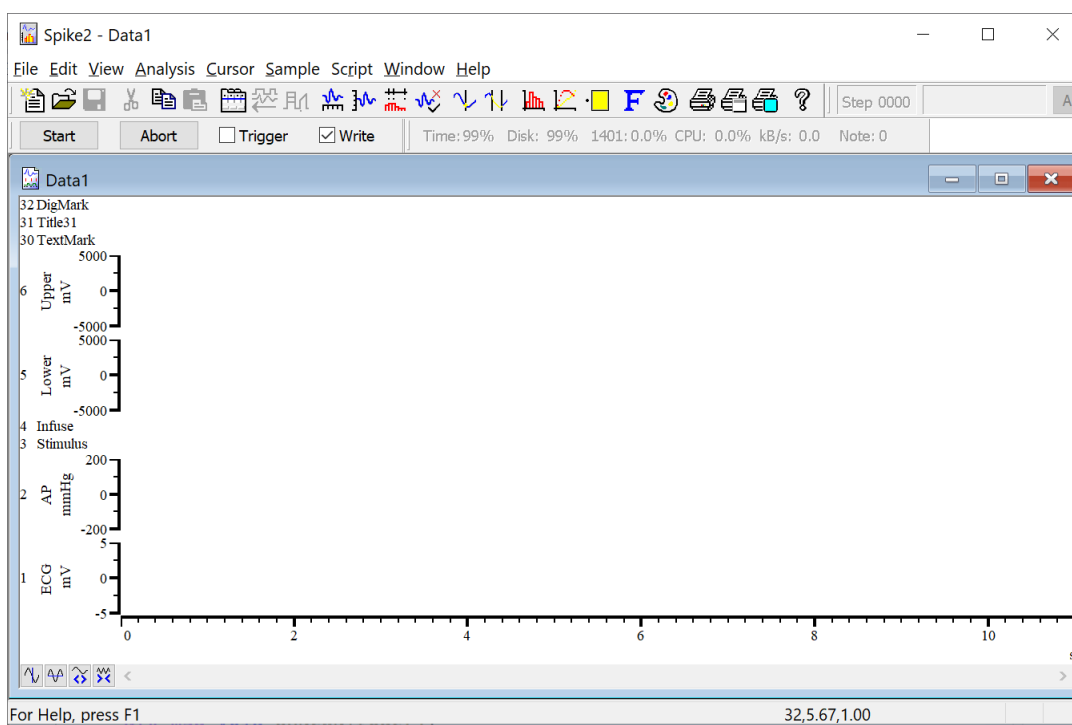 Spike2 - Data1
File Edit View Analysis Cursor Sample Script Window Help
Step 0000 A
Start Abort Trigger Write Time: 99% Disk: 99% 1401: 0.0% CPU: 0.0% kB/s: 0.0 Note: 0
Data1
32 DigMark
31 Title31
30 TextMark
5000
6 Upper mV 0
-5000
5000
5 Lower mV 0
-5000
4 Infuse
3 Stimulus
200
2 AP mmHg 0
-200
5
1 ECG mV 0
-5
0 2 4 6 8 10
s
For Help, press F1 32,5.67,1.00